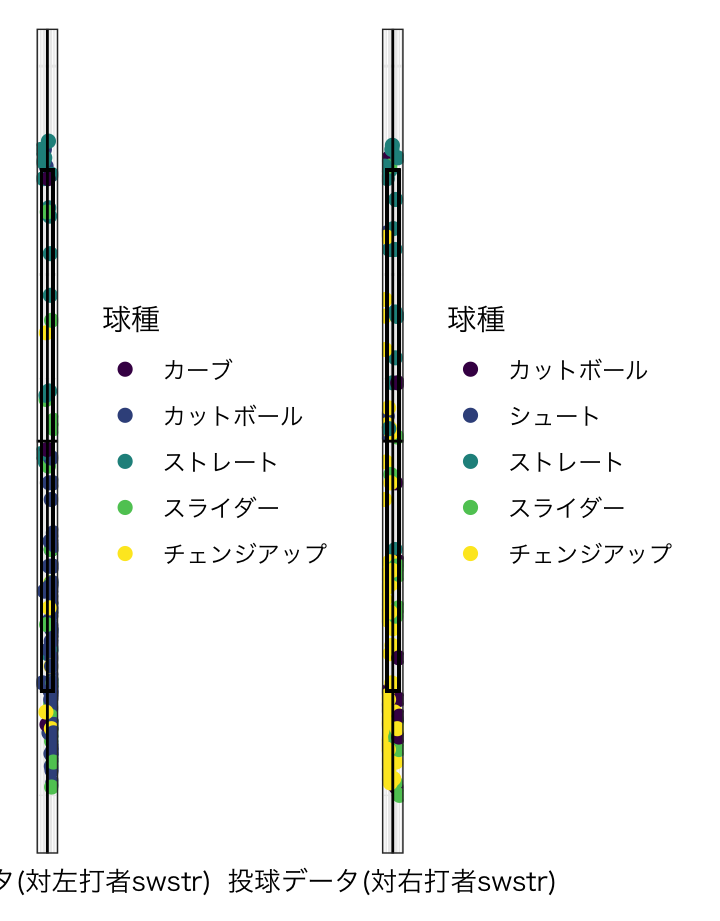 球種
カーブ
カットボール
ストレート
スライダー
チェンジアップ
球種
カットボール
シュート
ストレート
スライダー
チェンジアップ
タ(対左打者swstr)
投球データ(対右打者swstr)